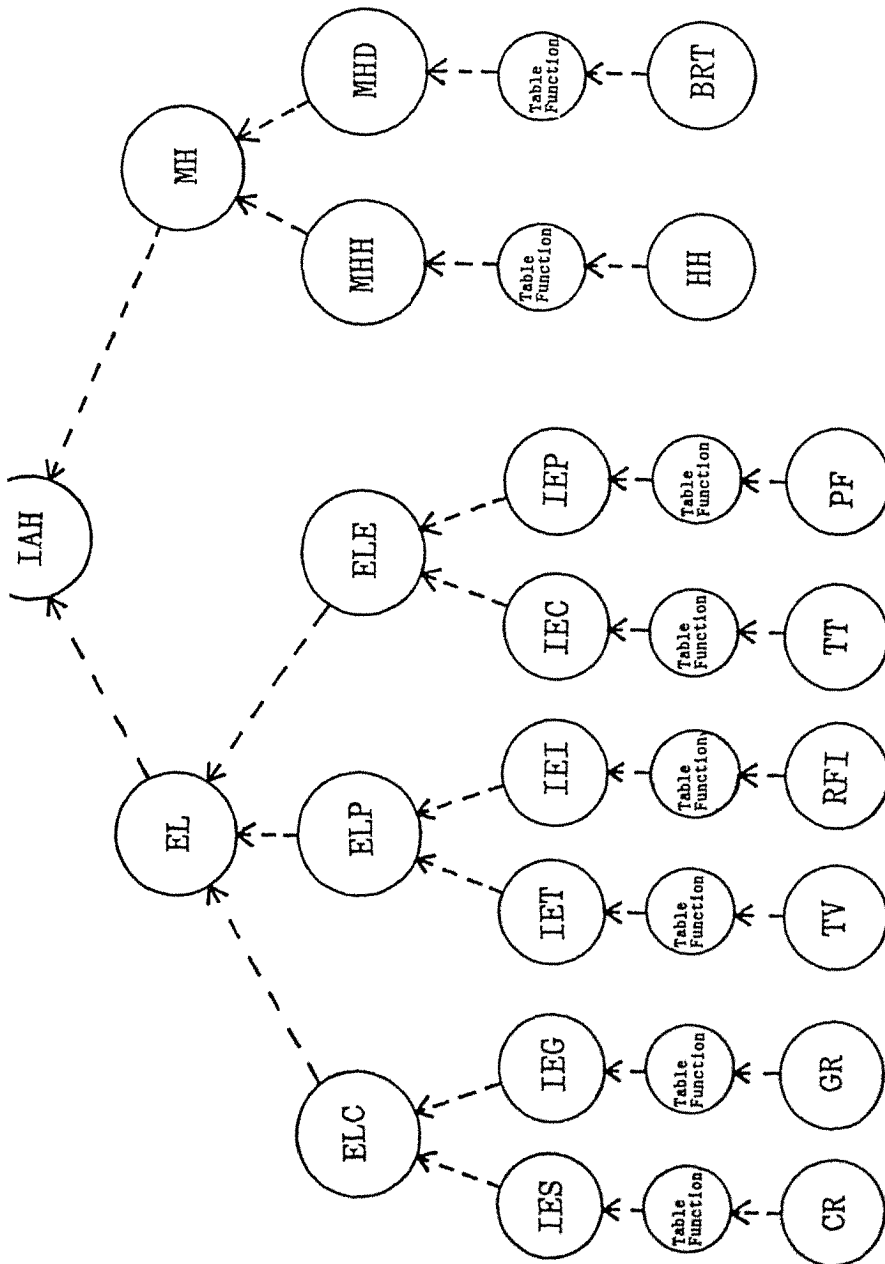 IAH
EL
MH
ELC
ELP
ELE
MHH
MHD
IES
IEG
IET
IEI
IEC
IEP
Table
Function
Table
Function
Table
Function
Table
Function
Table
Function
Table
Function
Table
Function
Table
Function
CR
GR
TV
RFI
TT
PF
HH
BRT